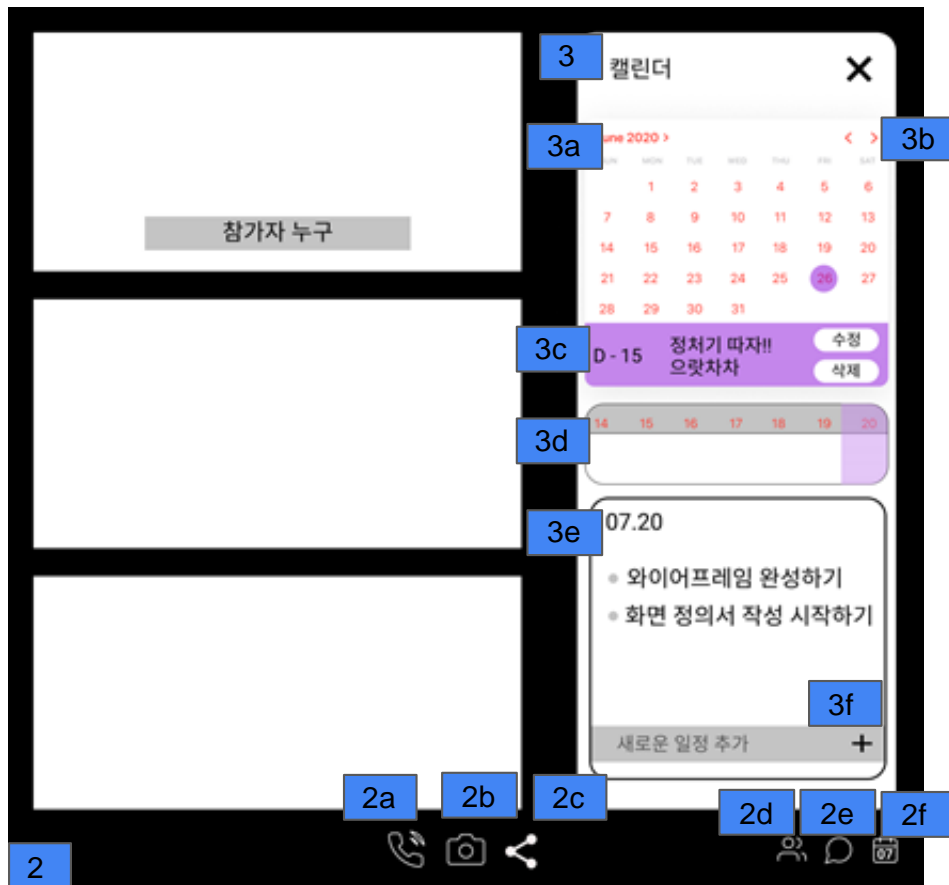 3
캘린더
3a
une 2020 >
3b
SUN MON TUE WED THU FRI SAT
1 2 3 4 5 6
7 8 9 10 11 12 13
14 15 16 17 18 19 20
21 22 23 24 25 26 27
28 29 30 31
참가자 누구
3c
D - 15
정처기 따자!!
으랏차차
수정
삭제
3d
14 15 16 17 18 19 20
3e
07.20
와이어프레임 완성하기
화면 정의서 작성 시작하기
3f
새로운 일정 추가 +
2a
2b
2c
2d
2e
2f
07
2